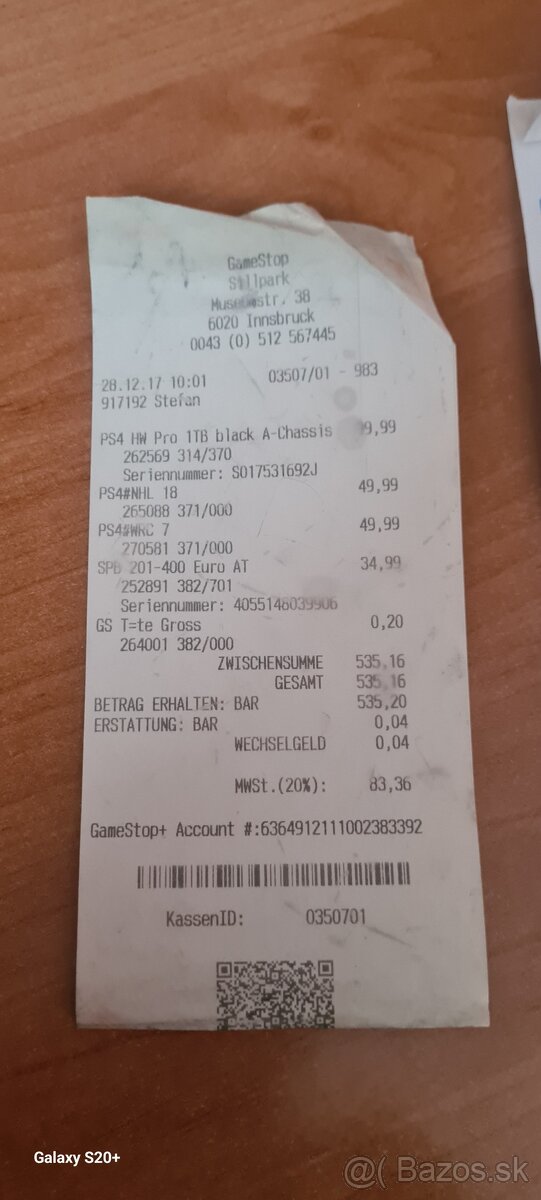 GameStop
Sillpark
Museumstr. 38
6020 Innsbruck
0043 (0) 512 567445
28.12.17 10:01 03507/01 - 983
917192 Stefan
PS4 HW Pro 1TB black A-Chassis 9,99
262569 314/370
Seriennummer: S017531692J
PS4#NHL 18 49,99
265088 371/000
PS4#WRC 7 49,99
270581 371/000
SPB 201-400 Euro AT 34,99
252891 382/701
Seriennummer: 4055148039906
GS T=te Gross 0,20
264001 382/000
ZWISCHENSUMME 535,16
GESAMT 535,16
BETRAG ERHALTEN: BAR 535,20
ERSTATTUNG: BAR 0,04
WECHSELGELD 0,04
MWSt.(20%): 83,36
GameStop+ Account #:6364912111002383392
KassenID: 0350701
Galaxy S20+
@( Bazos.sk